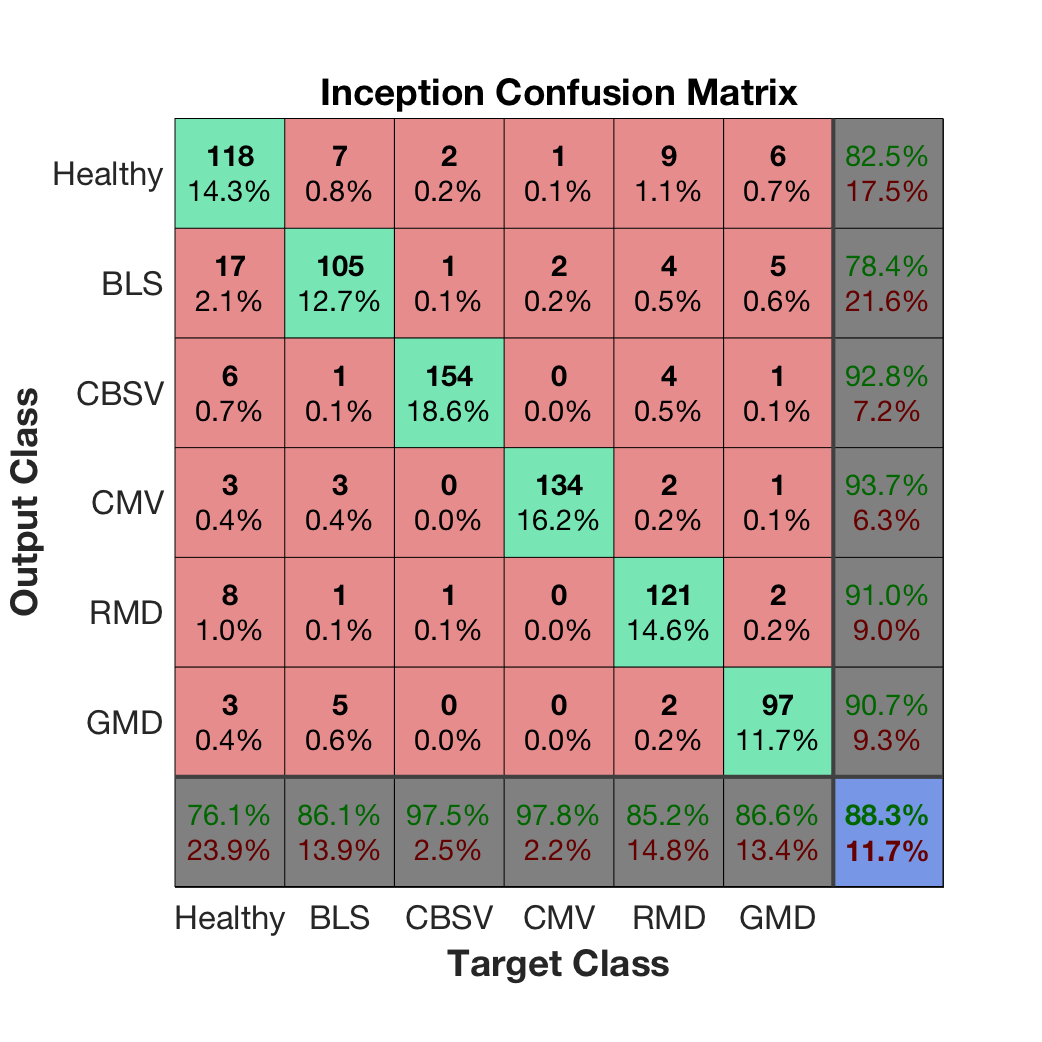 Inception Confusion Matrix
Healthy 118 7 2 1 9 6 82.5%
14.3% 0.8% 0.2% 0.1% 1.1% 0.7% 17.5%
BLS 17 105 1 2 4 5 78.4%
2.1% 12.7% 0.1% 0.2% 0.5% 0.6% 21.6%
CBSV 6 1 154 0 4 1 92.8%
0.7% 0.1% 18.6% 0.0% 0.5% 0.1% 7.2%
CMV 3 3 0 134 2 1 93.7%
0.4% 0.4% 0.0% 16.2% 0.2% 0.1% 6.3%
RMD 8 1 1 0 121 2 91.0%
1.0% 0.1% 0.1% 0.0% 14.6% 0.2% 9.0%
GMD 3 5 0 0 2 97 90.7%
0.4% 0.6% 0.0% 0.0% 0.2% 11.7% 9.3%
76.1% 86.1% 97.5% 97.8% 85.2% 86.6% 88.3%
23.9% 13.9% 2.5% 2.2% 14.8% 13.4% 11.7%
Healthy BLS CBSV CMV RMD GMD
Target Class
Output Class